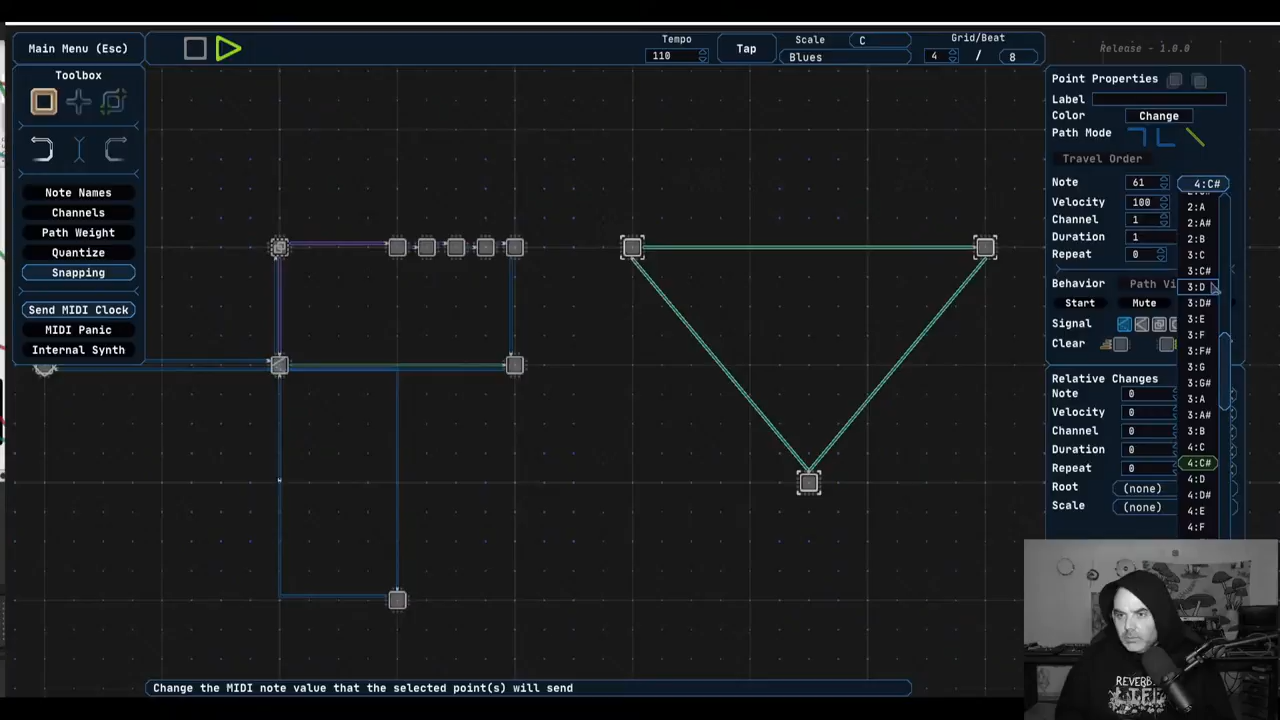 Main Menu (Esc)
Tempo
110
Tap
Scale
C
Blues
Grid/Beat
4 / 8
Release - 1.0.0
Toolbox
Note Names
Channels
Path Weight
Quantize
Snapping
Send MIDI Clock
MIDI Panic
Internal Synth
Point Properties
Label
Color
Change
Path Mode
Travel Order
Note
61
4:C#
Velocity
100
Channel
1
Duration
1
Repeat
0
Behavior
Path Vi
Start
Mute
Signal
Clear
2:A
2:A#
2:B
3:C
3:C#
3:D
3:D#
3:E
3:F
3:F#
3:G
3:G#
3:A
3:A#
3:B
4:C
4:C#
4:D
4:D#
4:E
4:F
Relative Changes
Note
0
Velocity
0
Channel
0
Duration
0
Repeat
0
Root
(none)
Scale
(none)
Change the MIDI note value that the selected point(s) will send
REVERB